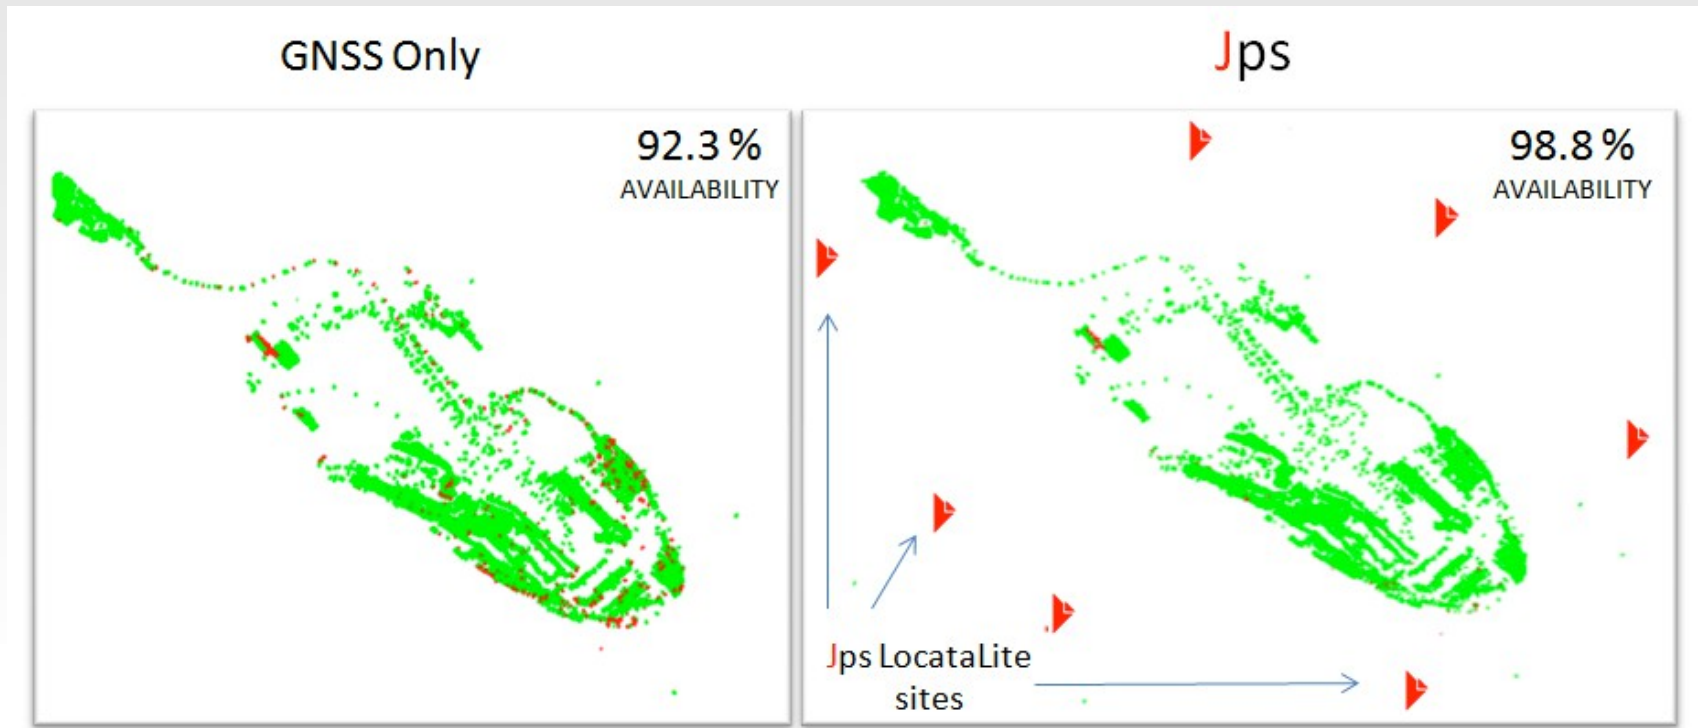 GNSS Only
Jps
92.3 %
AVAILABILITY
98.8 %
AVAILABILITY
Jps LocataLite
sites